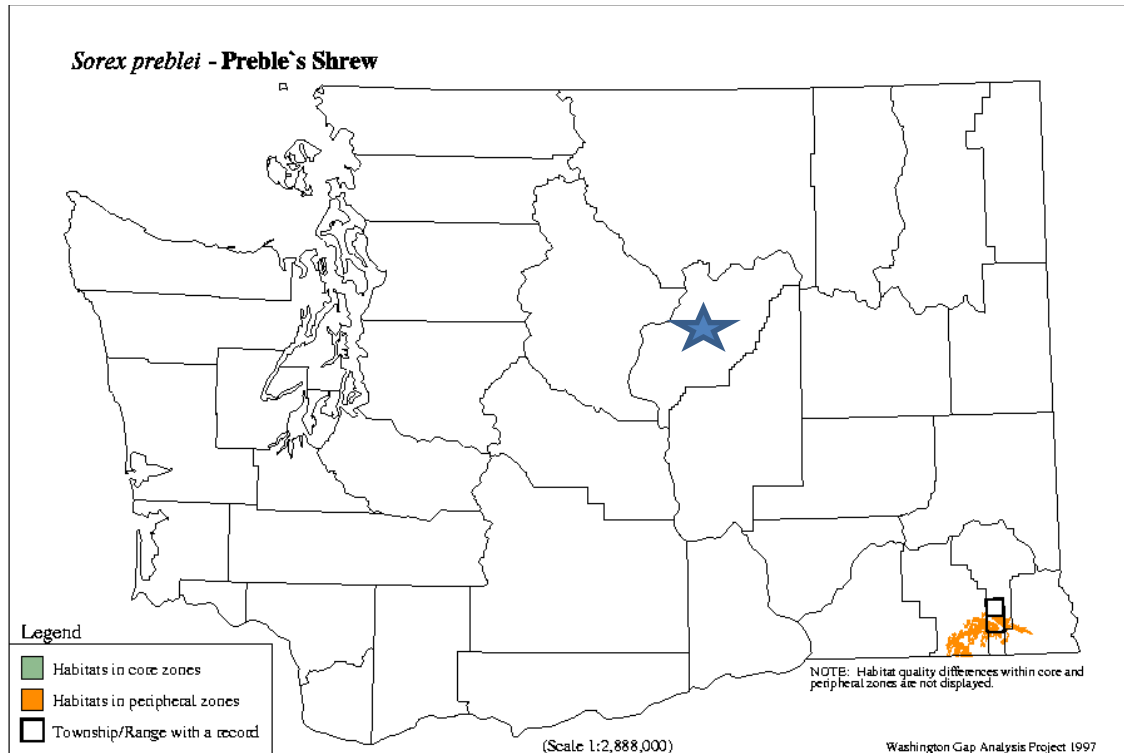 Sorex preblei - Preble`s Shrew
Legend
Habitats in core zones
Habitats in peripheral zones
Township/Range with a record
NOTE: Habitat quality differences within core and
peripheral zones are not displayed.
(Scale 1:2,888,000)
Washington Gap Analysis Project 1997